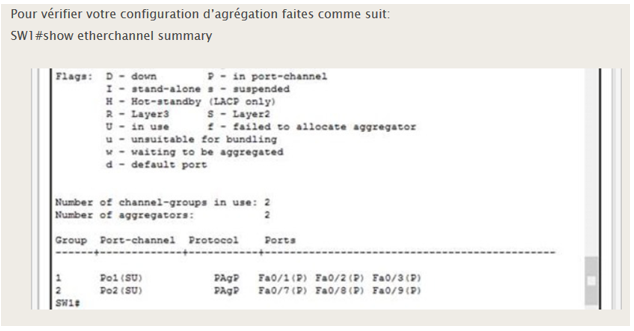 Pour vérifier votre configuration d'agrégation faites comme suit:
SW1#show etherchannel summary
Flags:  D - down        P - in port-channel
I - stand-alone s - suspended
H - Hot-standby (LACP only)
R - Layer3      S - Layer2
U - in use      f - failed to allocate aggregator
u - unsuitable for bundling
w - waiting to be aggregated
d - default port
Number of channel-groups in use: 2
Number of aggregators:           2
Group  Port-channel  Protocol    Ports
------+-------------+-----------+----------------------------------------------
1      Po1(SU)           PAgP   Fa0/1(P) Fa0/2(P) Fa0/3(P)
2      Po2(SU)           PAgP   Fa0/7(P) Fa0/8(P) Fa0/9(P)
SW1#